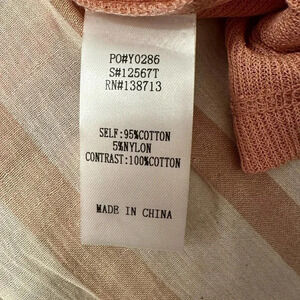 PO#Y0286
S#12567T
RN#138713
SELF:95%COTTON
5%NYLON
CONTRAST:100%COTTON
MADE IN CHINA